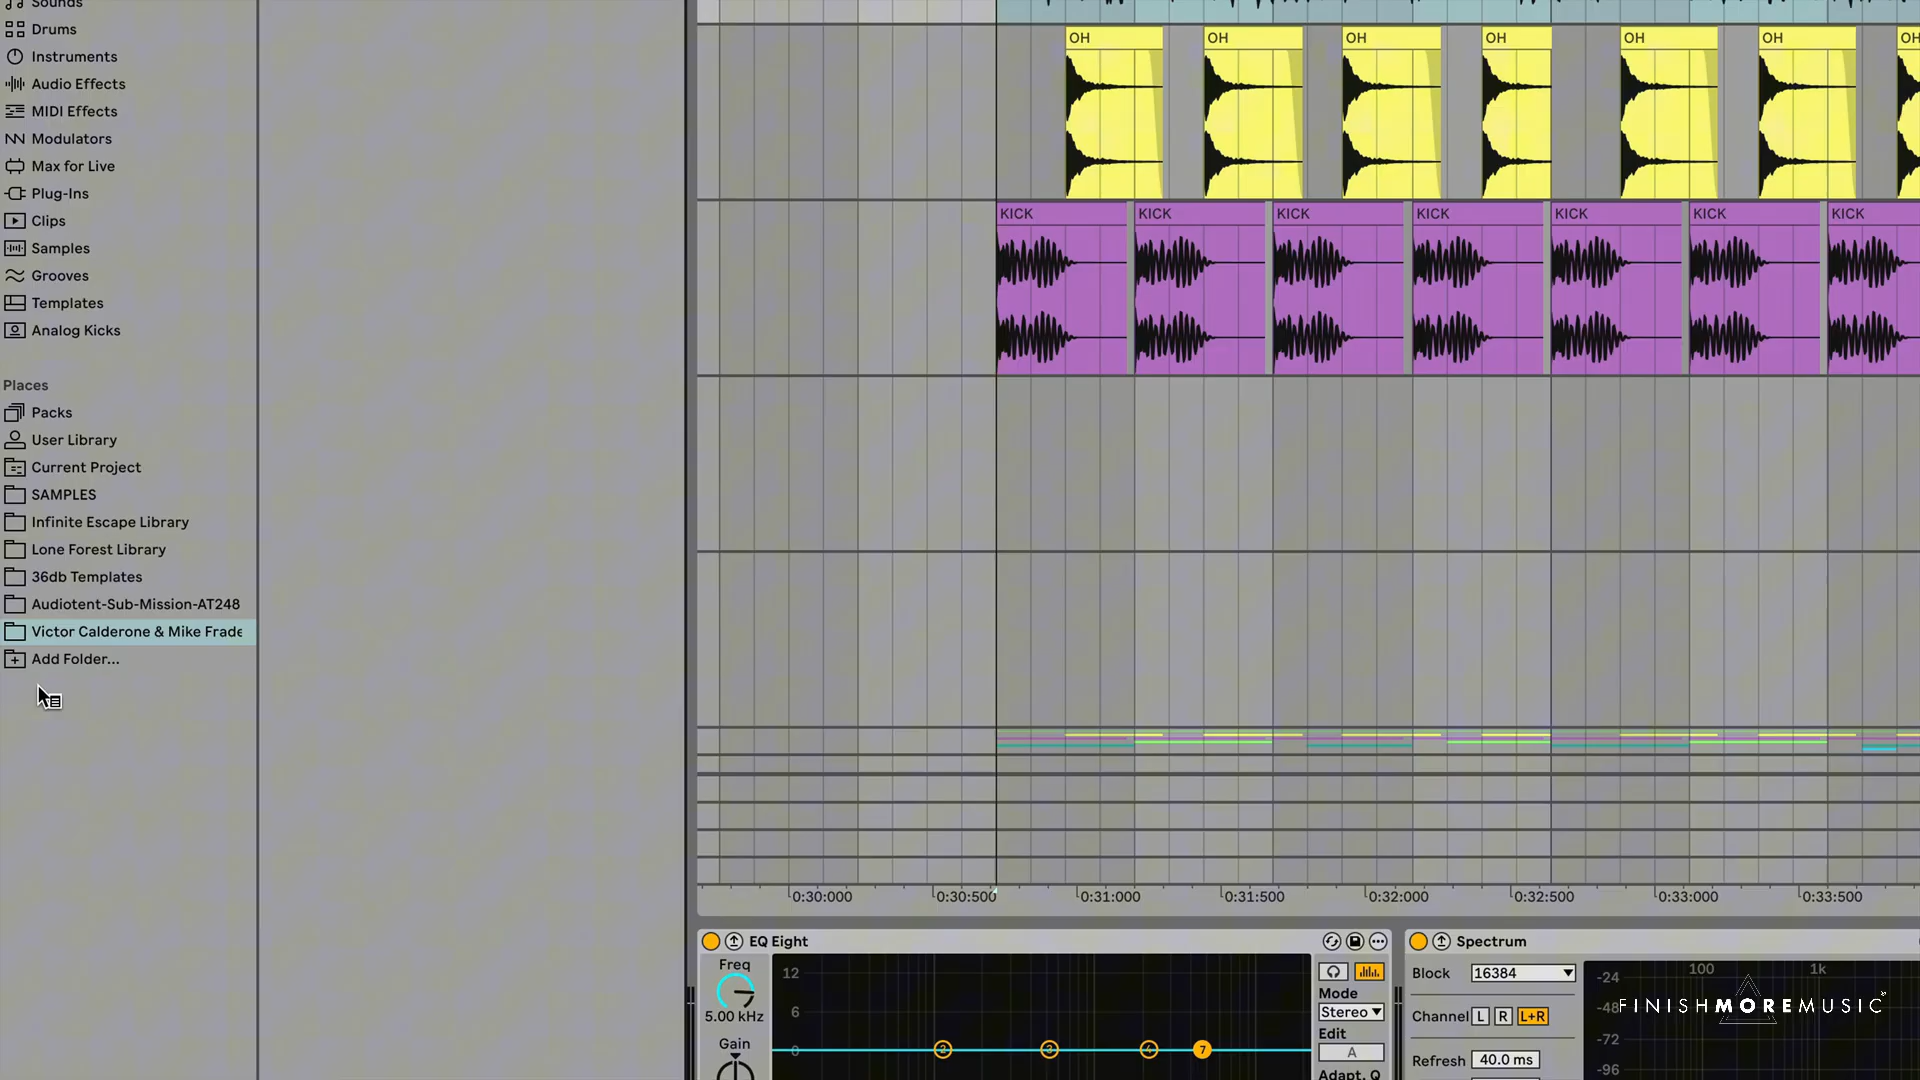 Sounds
Drums
Instruments
Audio Effects
MIDI Effects
Modulators
Max for Live
Plug-Ins
Clips
Samples
Grooves
Templates
Analog Kicks
Places
Packs
User Library
Current Project
SAMPLES
Infinite Escape Library
Lone Forest Library
36db Templates
Audiotent-Sub-Mission-AT248
Victor Calderone & Mike Frade
Add Folder...
OH OH OH OH OH OH OH
KICK KICK KICK KICK KICK KICK KICK
0:30:000 0:30:500 0:31:000 0:31:500 0:32:000 0:32:500 0:33:000 0:33:500
EQ Eight
Freq
5.00 kHz
Gain
12
6
0
2 3 4 7
Mode
Stereo
Edit
A
Adapt. Q
Spectrum
Block 16384
Channel L R L+R
Refresh 40.0 ms
100 1k
-24
-48
-72
-96
FINISHMOREMUSIC